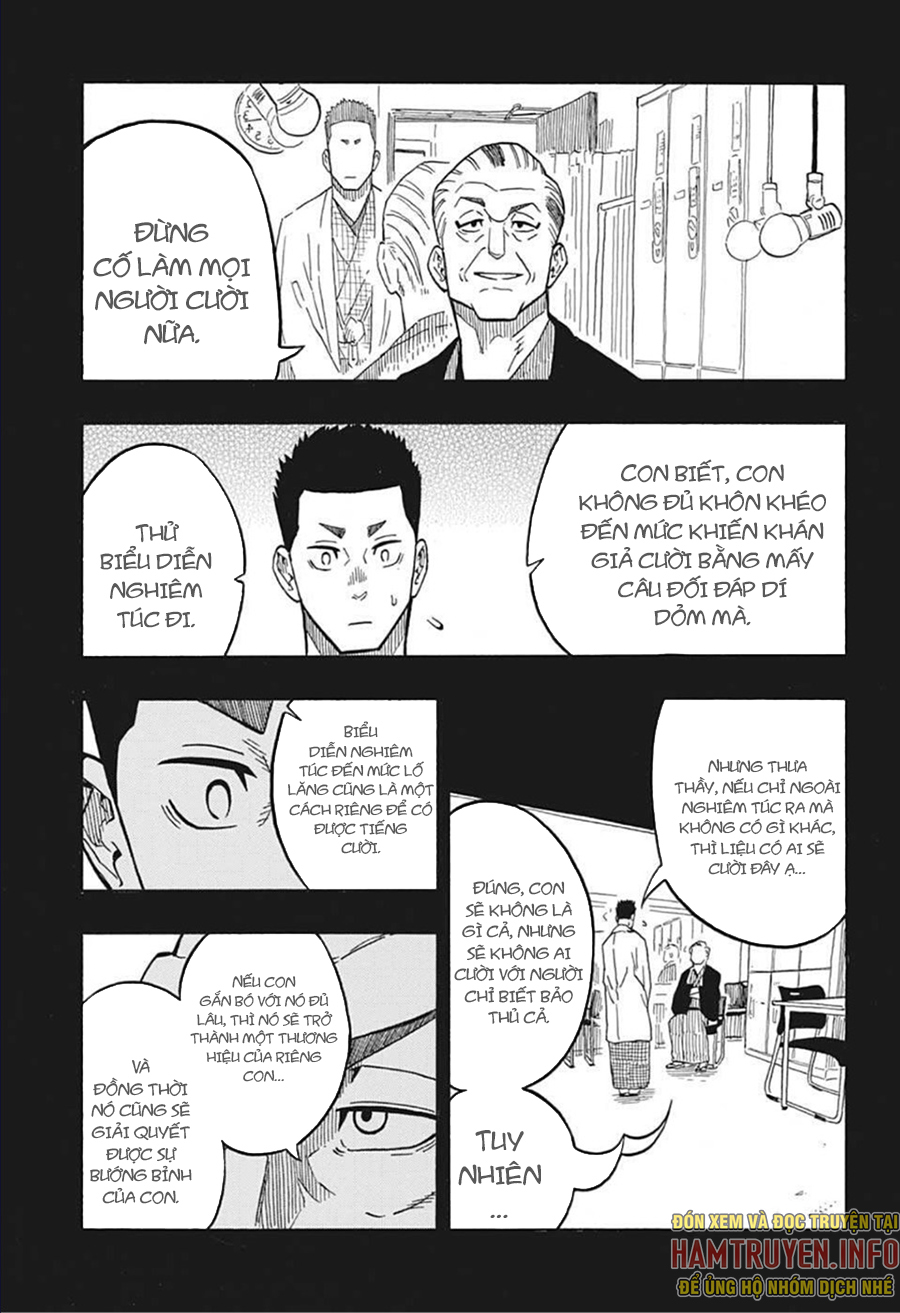 ĐỪNG
CỐ LÀM MỌI
NGƯỜI CƯỜI
NỮA.
CON BIẾT, CON
KHÔNG ĐỦ KHÔN KHÉO
ĐẾN MỨC KHIẾN KHÁN
GIẢ CƯỜI BẰNG MẤY
CÂU ĐỐI ĐÁP DÍ
DỎM MÀ.
THỬ
BIỂU DIỄN
NGHIÊM
TÚC ĐI.
NHƯNG THƯA
THẦY, NẾU CHỈ NGOÀI
NGHIÊM TÚC RA MÀ
KHÔNG CÓ GÌ KHÁC,
THÌ LIỆU CÓ AI SẼ
CƯỜI ĐÂY Ạ...
ĐÚNG, CON
SẼ KHÔNG LÀ
GÌ CẢ, NHƯNG
SẼ KHÔNG AI
CƯỜI VỚI NGƯỜI
CHỈ BIẾT BẢO
THỦ CẢ.
TUY
NHIÊN
...
BIỂU
DIỄN NGHIÊM
TÚC ĐẾN MỨC LỐ
LĂNG CŨNG LÀ MỘT
CÁCH RIÊNG ĐỂ CÓ
ĐƯỢC TIẾNG
CƯỜI.
NẾU CON
GẮN BÓ VỚI NÓ ĐỦ
LÂU, THÌ NÓ SẼ TRỞ
THÀNH MỘT THƯƠNG
HIỆU CỦA RIÊNG
CON...
VÀ
ĐỒNG THỜI
NÓ CŨNG SẼ
GIẢI QUYẾT
ĐƯỢC SỰ
BƯỚNG BỈNH
CỦA CON.
ĐÓN XEM VÀ ĐỌC TRUYỆN TẠI
HAMTRUYEN.INFO
ĐỂ ỦNG HỘ NHÓM DỊCH NHÉ